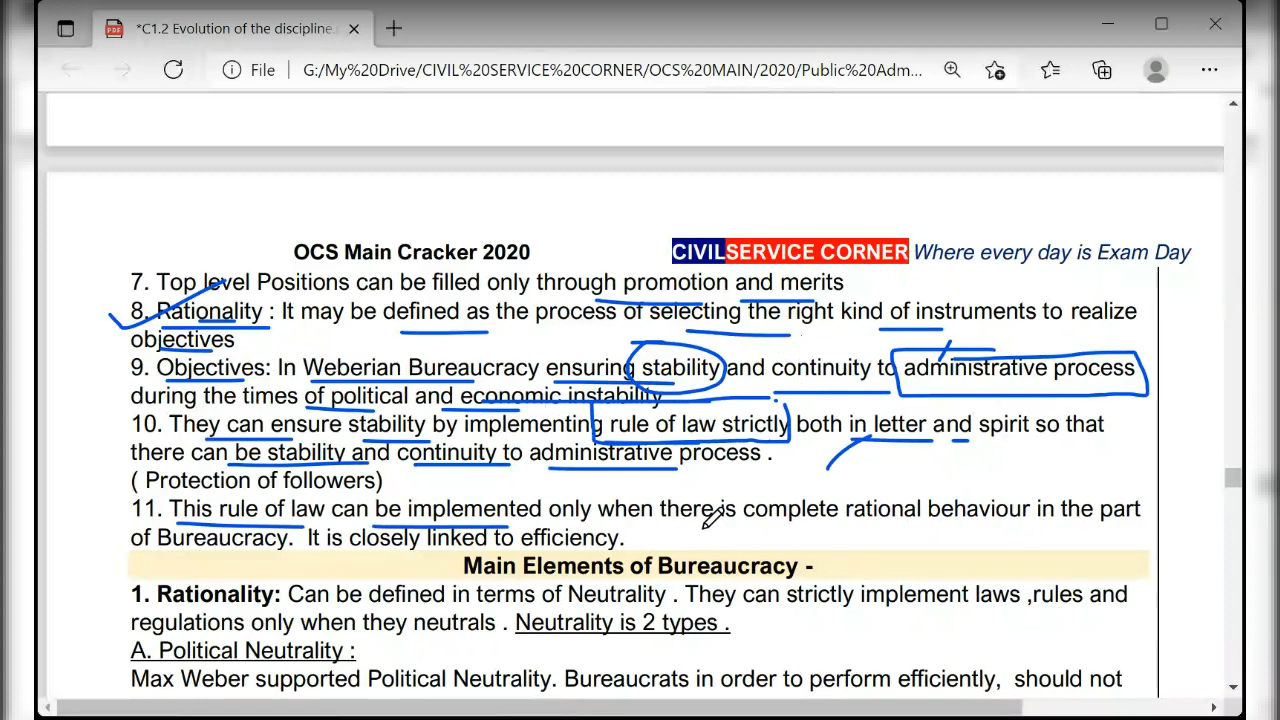 *C1.2 Evolution of the discipline.
File G:/My%20Drive/CIVIL%20SERVICE%20CORNER/OCS%20MAIN/2020/Public%20Adm...
OCS Main Cracker 2020 CIVILSERVICE CORNER Where every day is Exam Day
7. Top level Positions can be filled only through promotion and merits
8. Rationality : It may be defined as the process of selecting the right kind of instruments to realize
objectives
9. Objectives: In Weberian Bureaucracy ensuring stability and continuity to administrative process
during the times of political and economic instability
10. They can ensure stability by implementing rule of law strictly both in letter and spirit so that
there can be stability and continuity to administrative process .
( Protection of followers)
11. This rule of law can be implemented only when there is complete rational behaviour in the part
of Bureaucracy. It is closely linked to efficiency.
Main Elements of Bureaucracy -
1. Rationality: Can be defined in terms of Neutrality . They can strictly implement laws ,rules and
regulations only when they neutrals . Neutrality is 2 types .
A. Political Neutrality :
Max Weber supported Political Neutrality. Bureaucrats in order to perform efficiently, should not